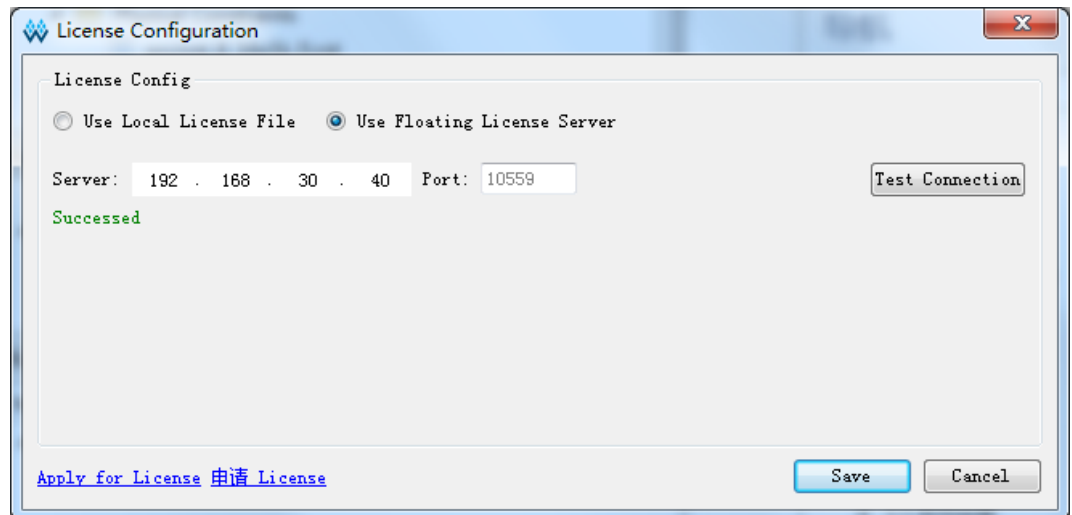 License Configuration
License Config
Use Local License File Use Floating License Server
Server: 192 . 168 . 30 . 40 Port: 10559 Test Connection
Successed
Apply for License 申请 License Save Cancel